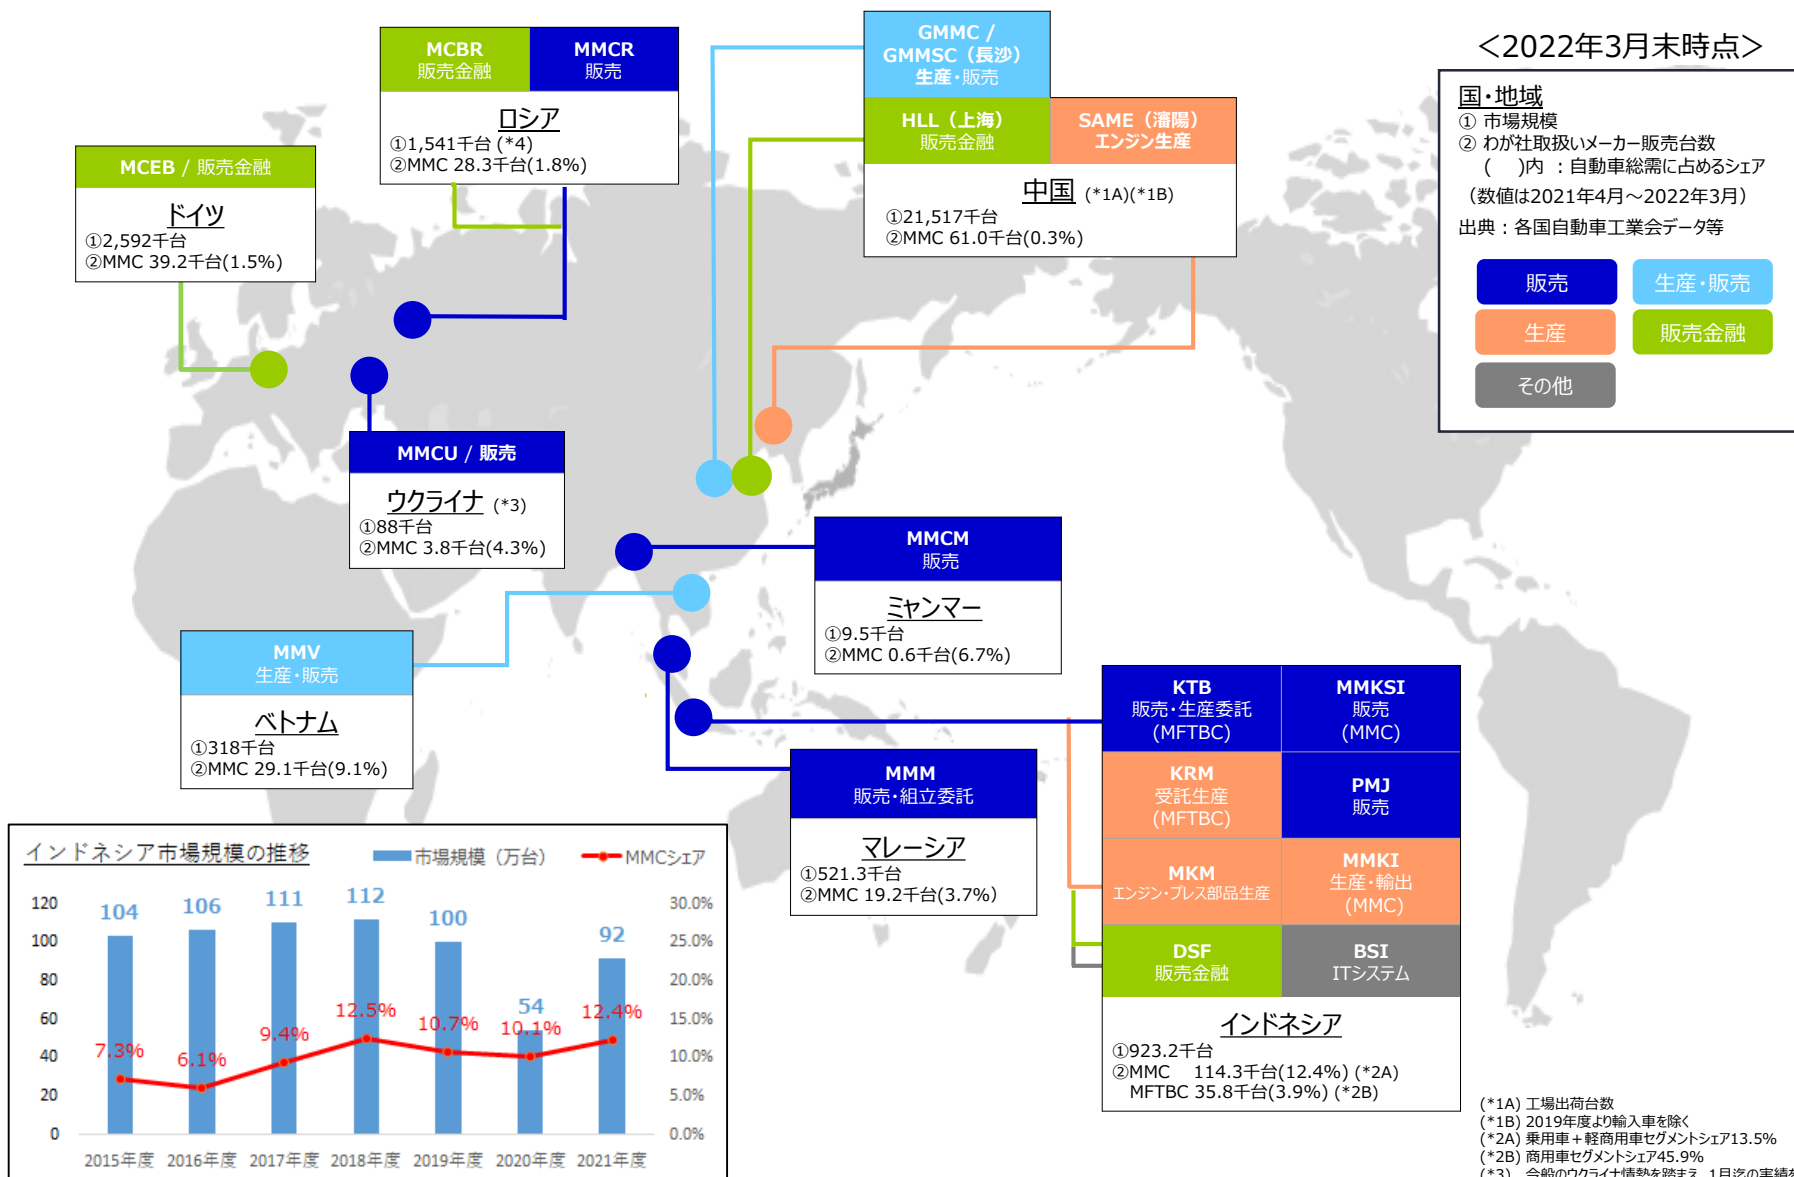 ＜2022年3月末時点＞
国・地域
① 市場規模
② わが社取扱いメーカー販売台数
(　)内 ：自動車総需に占めるシェア
（数値は2021年4月～2022年3月）
出典：各国自動車工業会データ等
販売
生産・販売
生産
販売金融
その他
MCBR
販売金融
MMCR
販売
ロシア
①1,541千台 (*4)
②MMC 28.3千台(1.8%)
GMMC /
GMMSC（長沙）
生産・販売
HLL（上海）
販売金融
SAME（瀋陽）
エンジン生産
中国 (*1A)(*1B)
①21,517千台
②MMC 61.0千台(0.3%)
MCEB / 販売金融
ドイツ
①2,592千台
②MMC 39.2千台(1.5%)
MMCU / 販売
ウクライナ (*3)
①88千台
②MMC 3.8千台(4.3%)
MMCM
販売
ミャンマー
①9.5千台
②MMC 0.6千台(6.7%)
MMV
生産・販売
ベトナム
①318千台
②MMC 29.1千台(9.1%)
MMM
販売・組立委託
マレーシア
①521.3千台
②MMC 19.2千台(3.7%)
KTB
販売・生産委託
(MFTBC)
MMKSI
販売
(MMC)
KRM
受託生産
(MFTBC)
PMJ
販売
MKM
エンジン・プレス部品生産
MMKI
生産・輸出
(MMC)
DSF
販売金融
BSI
ITシステム
インドネシア
①923.2千台
②MMC 114.3千台(12.4%) (*2A)
MFTBC 35.8千台(3.9%) (*2B)
インドネシア市場規模の推移
市場規模（万台）
MMCシェア
120
100
80
60
40
20
0
104
106
111
112
100
54
92
7.3%
6.1%
9.4%
12.5%
10.7%
10.1%
12.4%
30.0%
25.0%
20.0%
15.0%
10.0%
5.0%
0.0%
2015年度 2016年度 2017年度 2018年度 2019年度 2020年度 2021年度
(*1A) 工場出荷台数
(*1B) 2019年度より輸入車を除く
(*2A) 乗用車＋軽商用車セグメントシェア13.5%
(*2B) 商用車セグメントシェア45.9%
(*3) 今般のウクライナ情勢を踏まえ、1月迄の実績を